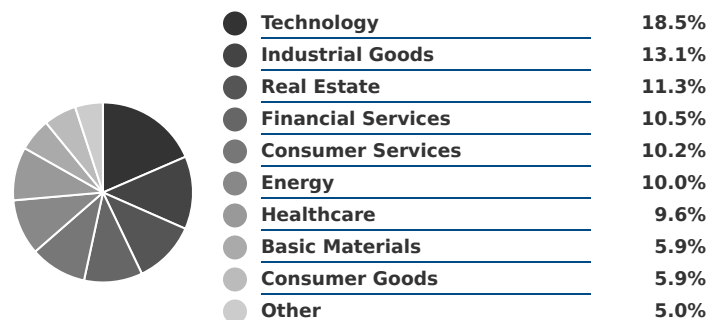 Technology 18.5%
Industrial Goods 13.1%
Real Estate 11.3%
Financial Services 10.5%
Consumer Services 10.2%
Energy 10.0%
Healthcare 9.6%
Basic Materials 5.9%
Consumer Goods 5.9%
Other 5.0%